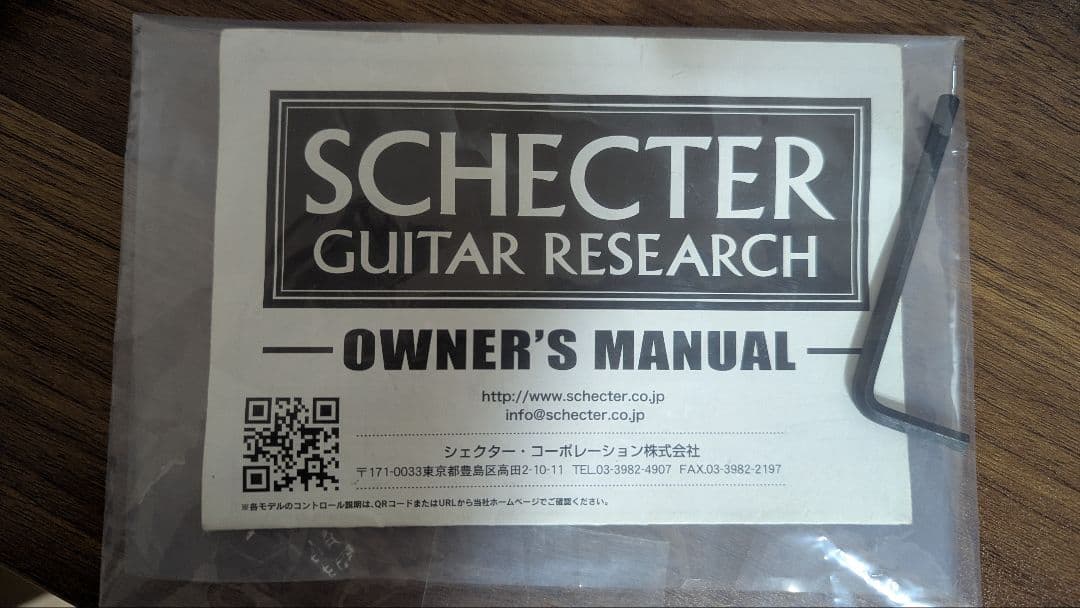 SCHECTER
GUITAR RESEARCH
OWNER'S MANUAL
http://www.schecter.co.jp
info@schecter.co.jp
シェクター・コーポレーション株式会社
〒171-0033東京都豊島区高田2-10-11 TEL.03-3982-4907 FAX.03-3982-2197
※各モデルのコントロール説明は、QRコードまたはURLから当社ホームページでご確認ください。